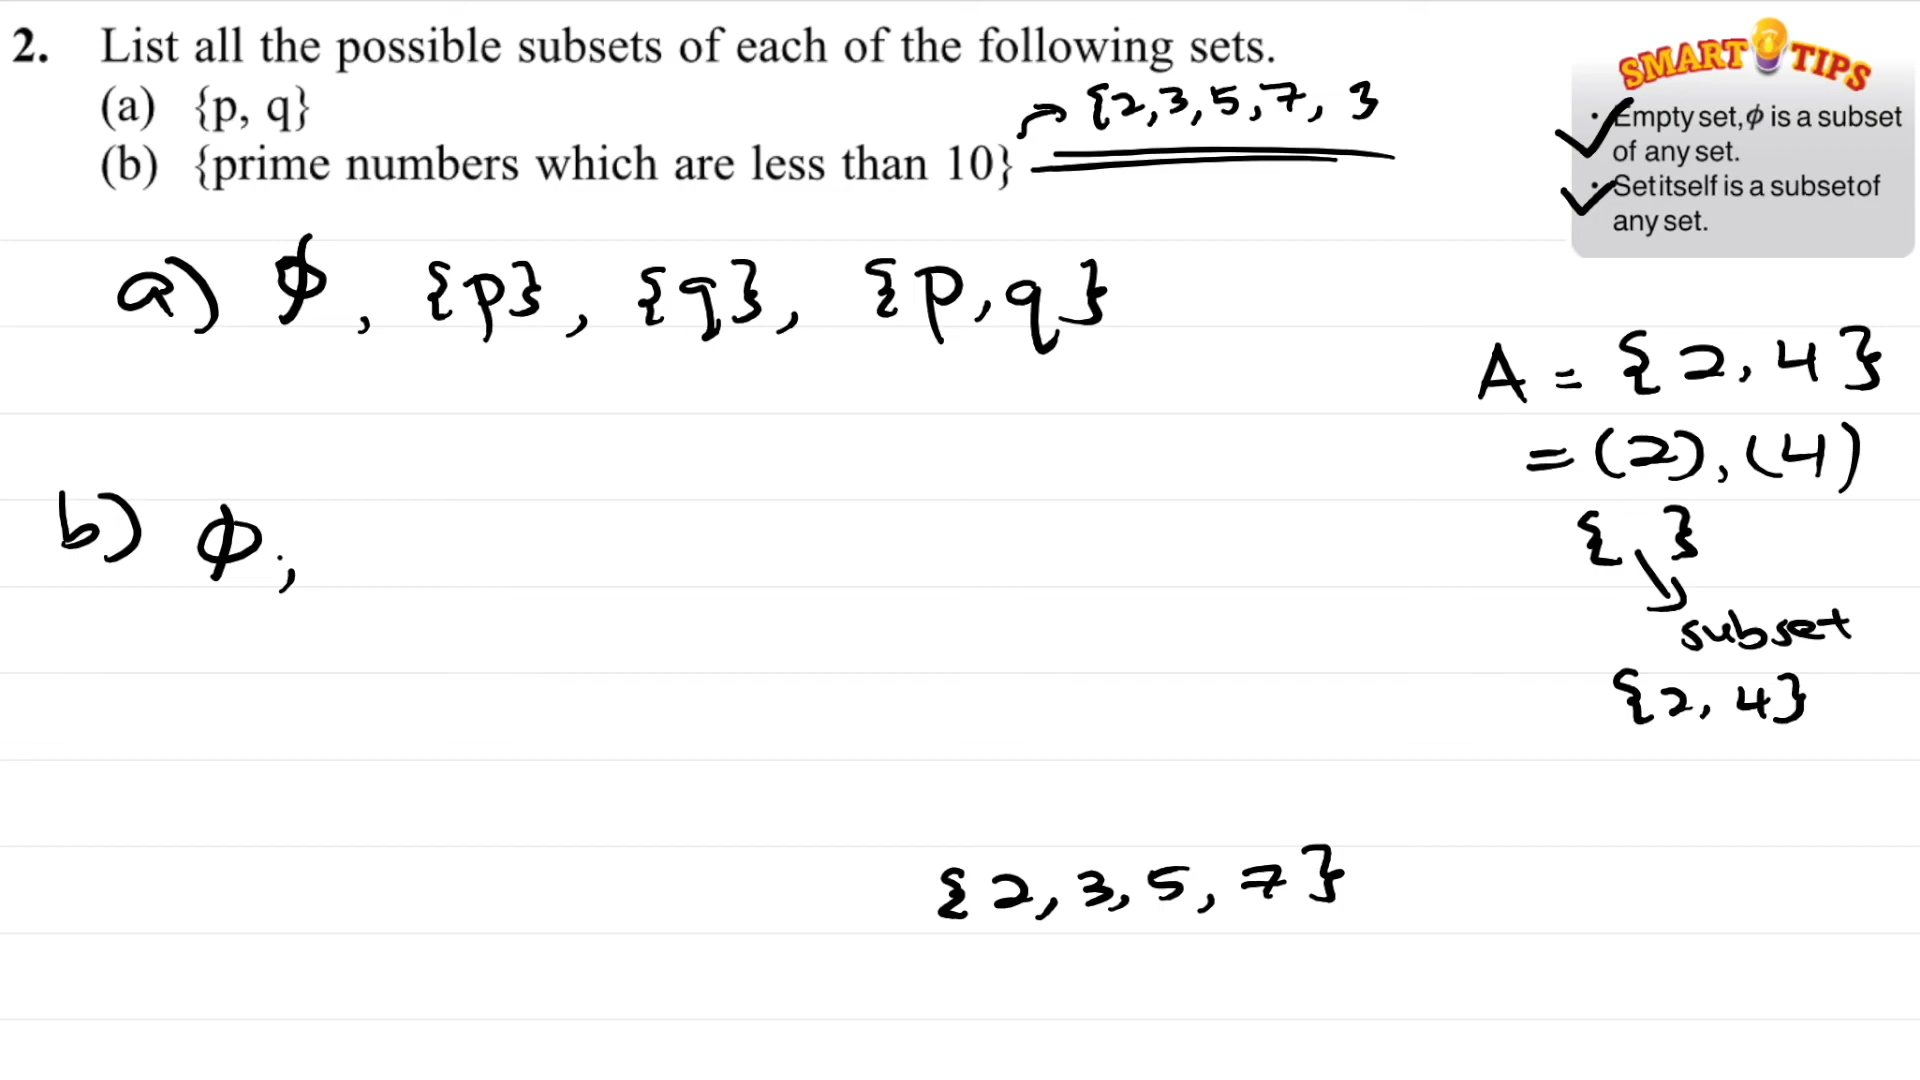 2. List all the possible subsets of each of the following sets.
(a) {p, q}
{2,3,5,7, }
(b) {prime numbers which are less than 10}
SMART TIPS
• Empty set, ϕ is a subset
of any set.
• Set itself is a subset of
any set.
a) ϕ, {p}, {q}, {p,q}
A = {2,4}
= (2), (4)
{ }
subset
{2, 4}
b) ϕ,
{2,3,5,7}